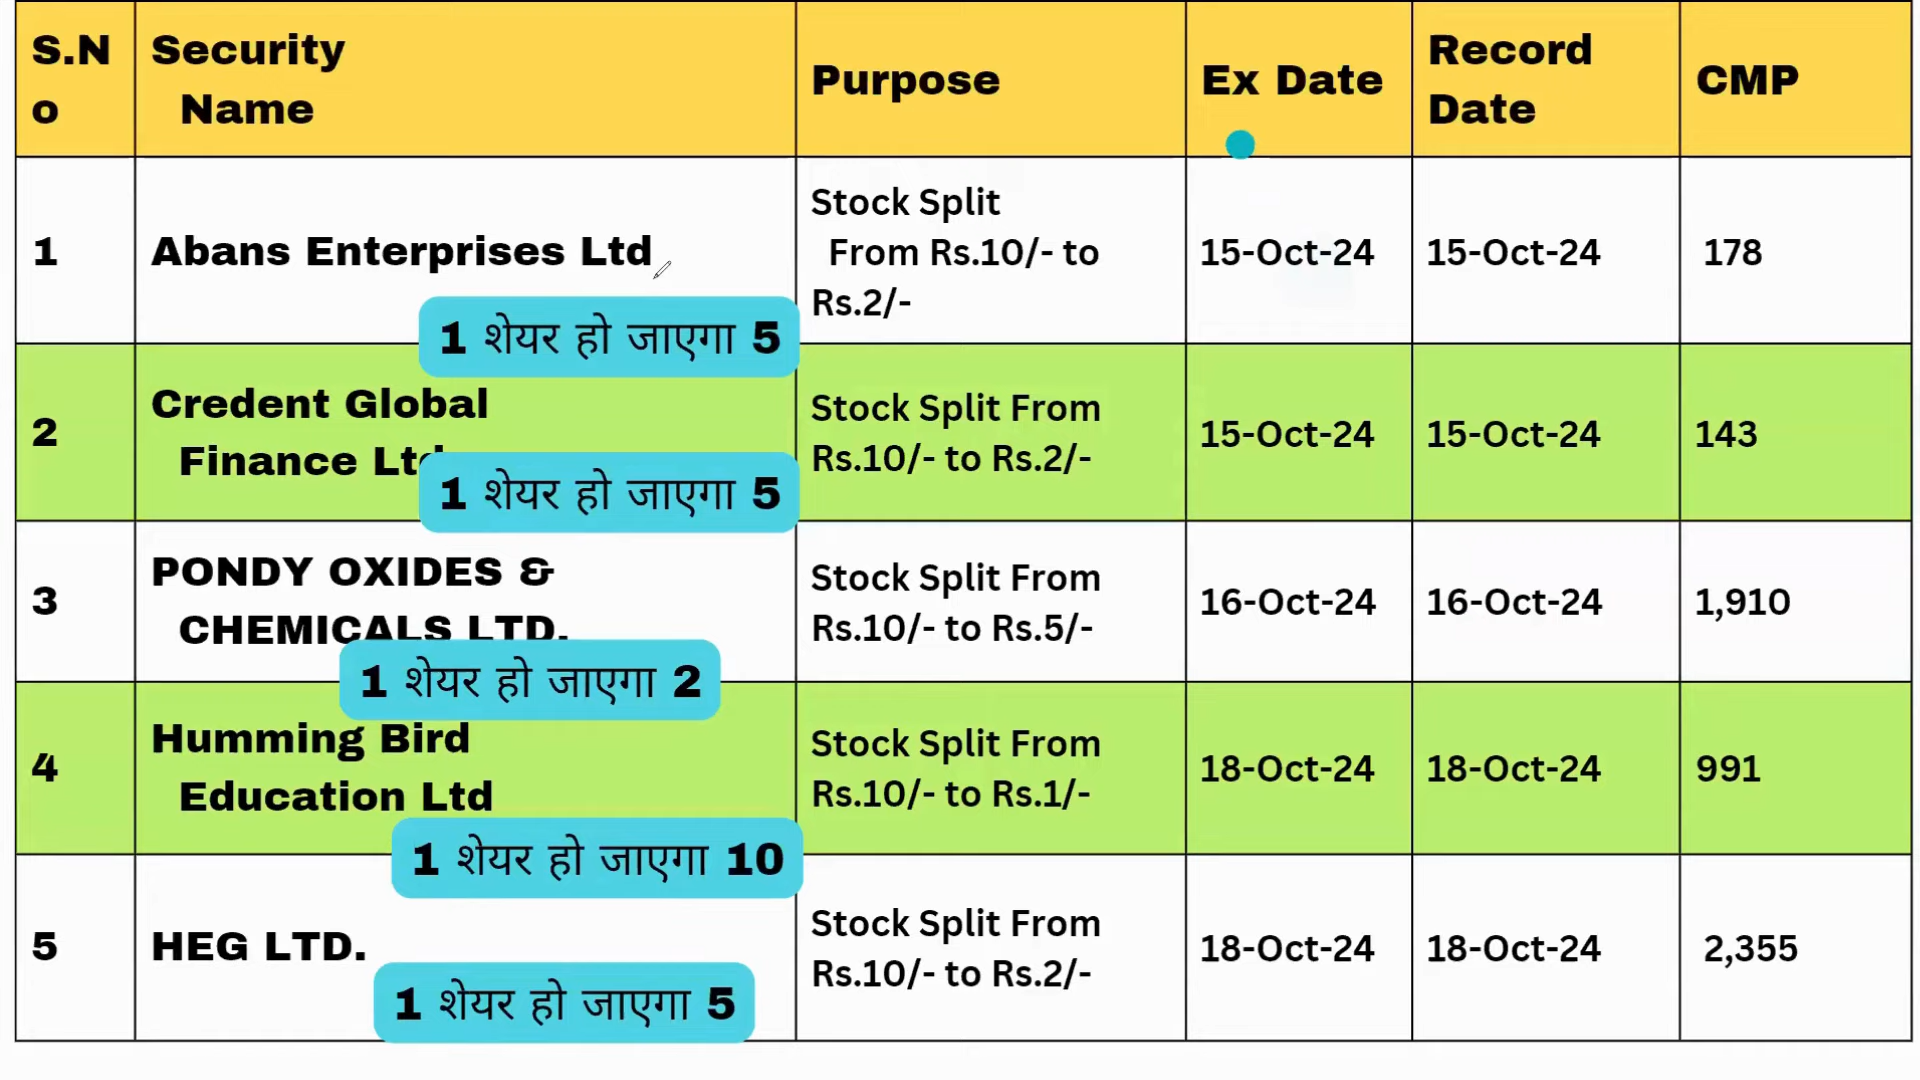 S.N
o
Security
Name
Purpose
Ex Date
Record
Date
CMP
1
Abans Enterprises Ltd
Stock Split
From Rs.10/- to
Rs.2/-
15-Oct-24
15-Oct-24
178
1 शेयर हो जाएगा 5
2
Credent Global
Finance Ltd
Stock Split From
Rs.10/- to Rs.2/-
15-Oct-24
15-Oct-24
143
1 शेयर हो जाएगा 5
3
PONDY OXIDES &
CHEMICALS LTD.
Stock Split From
Rs.10/- to Rs.5/-
16-Oct-24
16-Oct-24
1,910
1 शेयर हो जाएगा 2
4
Humming Bird
Education Ltd
Stock Split From
Rs.10/- to Rs.1/-
18-Oct-24
18-Oct-24
991
1 शेयर हो जाएगा 10
5
HEG LTD.
Stock Split From
Rs.10/- to Rs.2/-
18-Oct-24
18-Oct-24
2,355
1 शेयर हो जाएगा 5